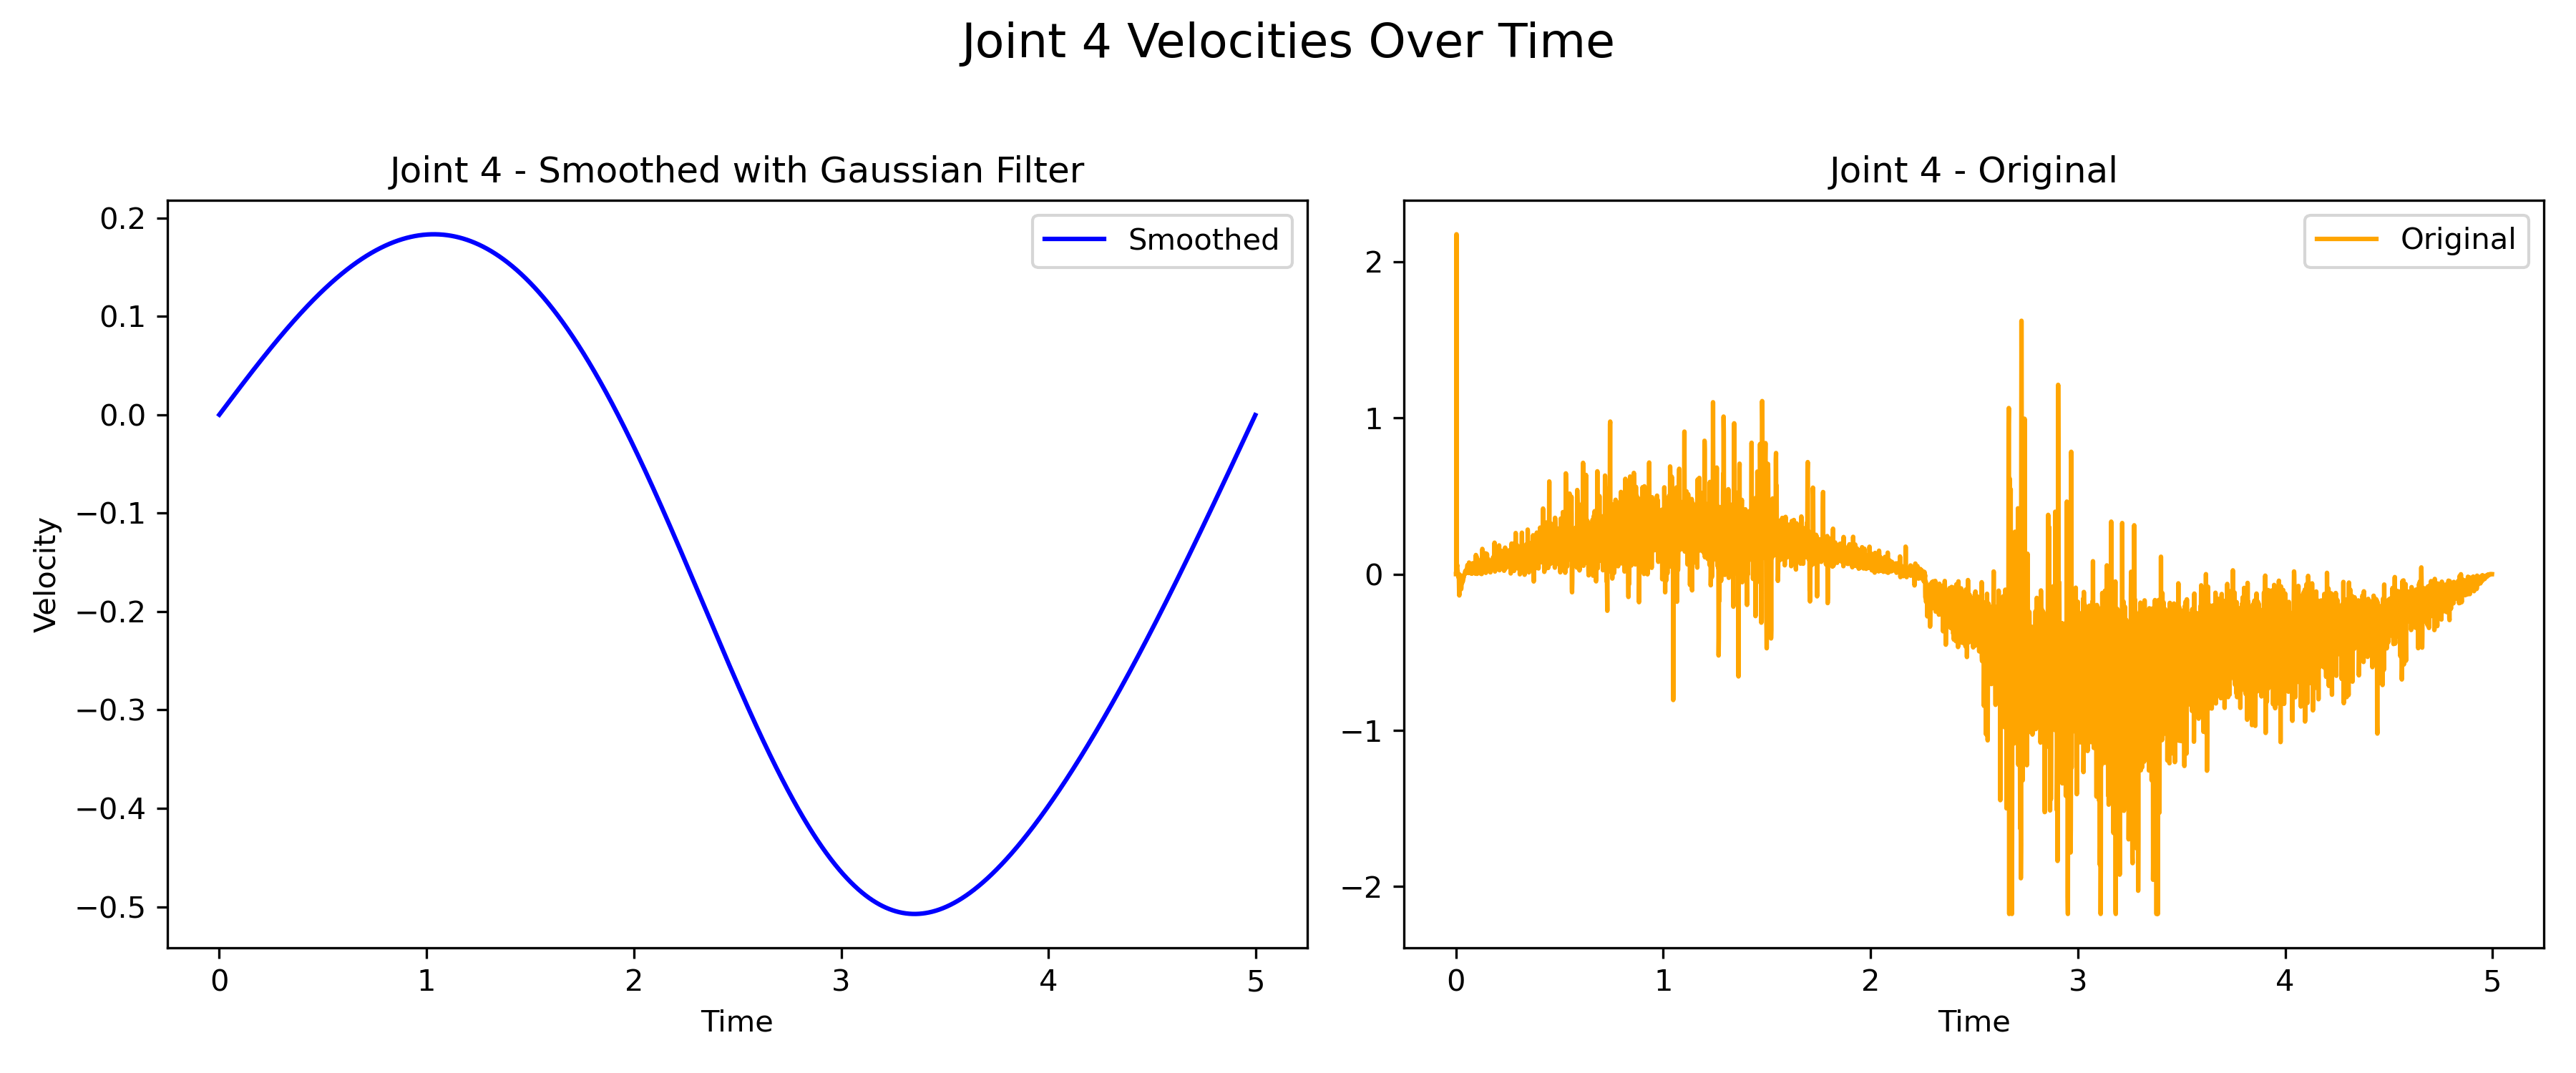 Joint 4 Velocities Over Time
Joint 4 - Smoothed with Gaussian Filter
Smoothed
0.2
0.1
0.0
−0.1
−0.2
−0.3
−0.4
−0.5
Velocity
0 1 2 3 4 5
Time
Joint 4 - Original
Original
2
1
0
−1
−2
0 1 2 3 4 5
Time